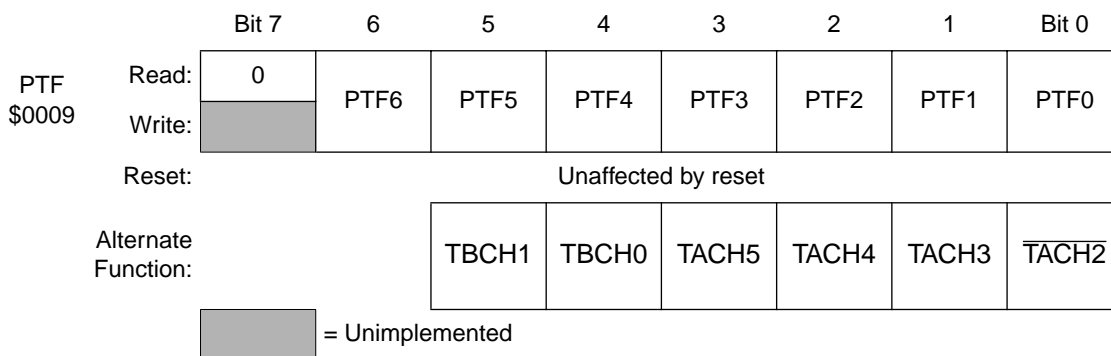 Bit 7 6 5 4 3 2 1 Bit 0
PTF
$0009
Read: 0
PTF6 PTF5 PTF4 PTF3 PTF2 PTF1 PTF0
Write:
Reset: Unaffected by reset
Alternate
Function:
TBCH1 TBCH0 TACH5 TACH4 TACH3 T̅A̅C̅H̅2̅
= Unimplemented